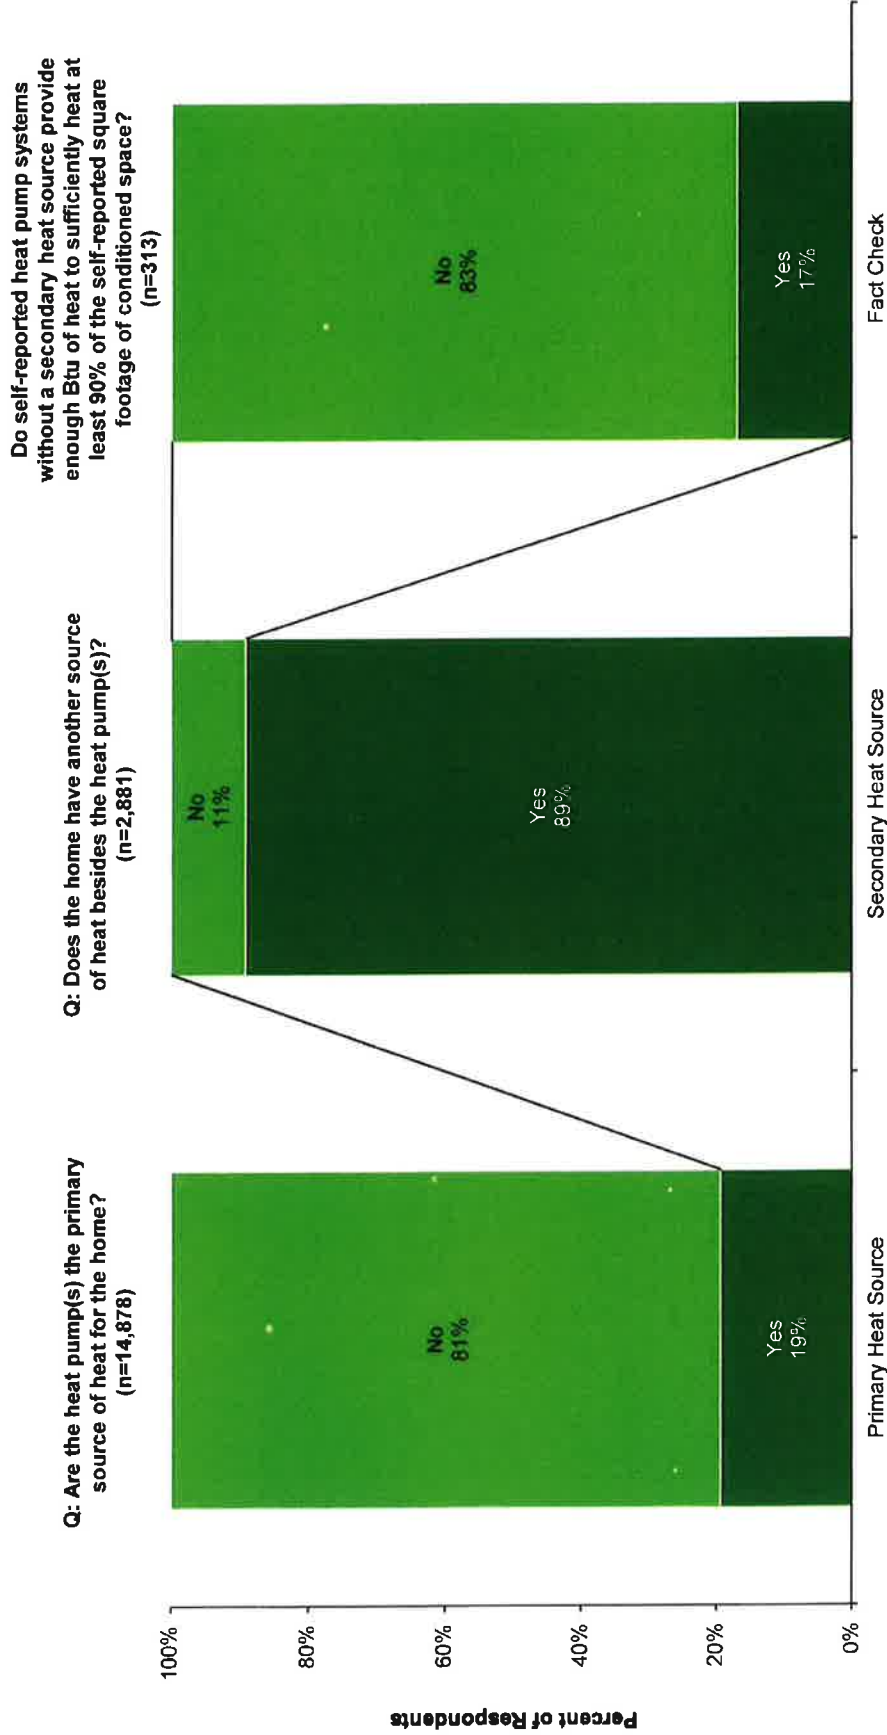 Q: Are the heat pump(s) the primary
source of heat for the home?
(n=14,878)
Q: Does the home have another source
of heat besides the heat pump(s)?
(n=2,881)
Do self-reported heat pump systems
without a secondary heat source provide
enough Btu of heat to sufficiently heat at
least 90% of the self-reported square
footage of conditioned space?
(n=313)
Percent of Respondents
100%
80%
60%
40%
20%
0%
No
81%
Yes
19%
No
11%
Yes
89%
No
83%
Yes
17%
Primary Heat Source
Secondary Heat Source
Fact Check